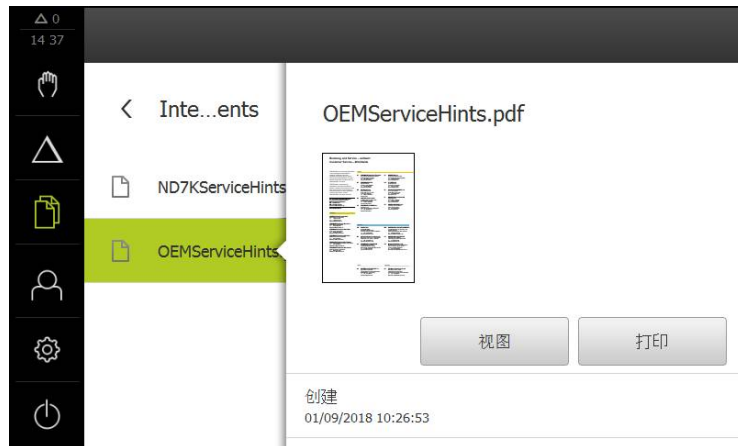 △ 0
14 37
Inte...ents
ND7KServiceHints
OEMServiceHints
OEMServiceHints.pdf
视图
打印
创建
01/09/2018 10:26:53